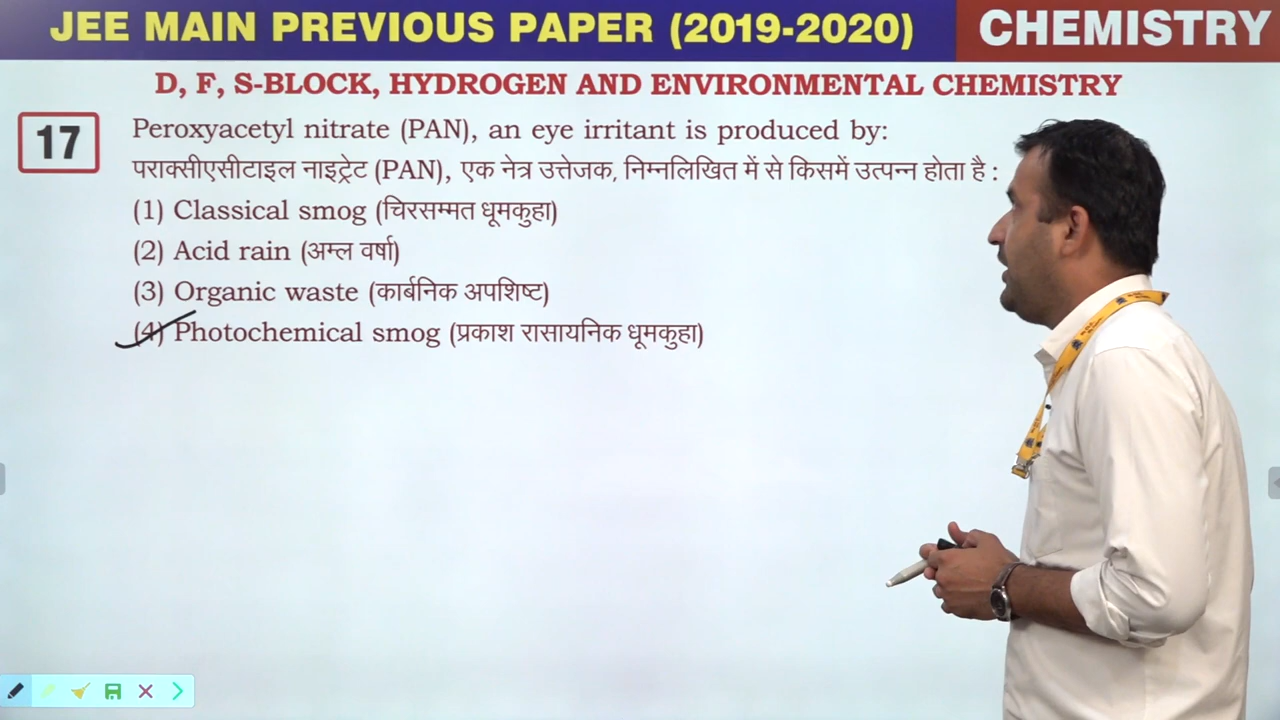 JEE MAIN PREVIOUS PAPER (2019-2020)
CHEMISTRY
D, F, S-BLOCK, HYDROGEN AND ENVIRONMENTAL CHEMISTRY
17
Peroxyacetyl nitrate (PAN), an eye irritant is produced by:
पराक्सीएसीटाइल नाइट्रेट (PAN), एक नेत्र उत्तेजक, निम्नलिखित में से किसमें उत्पन्न होता है :
(1) Classical smog (चिरसम्मत धूमकुहा)
(2) Acid rain (अम्ल वर्षा)
(3) Organic waste (कार्बनिक अपशिष्ट)
(4) Photochemical smog (प्रकाश रासायनिक धूमकुहा)